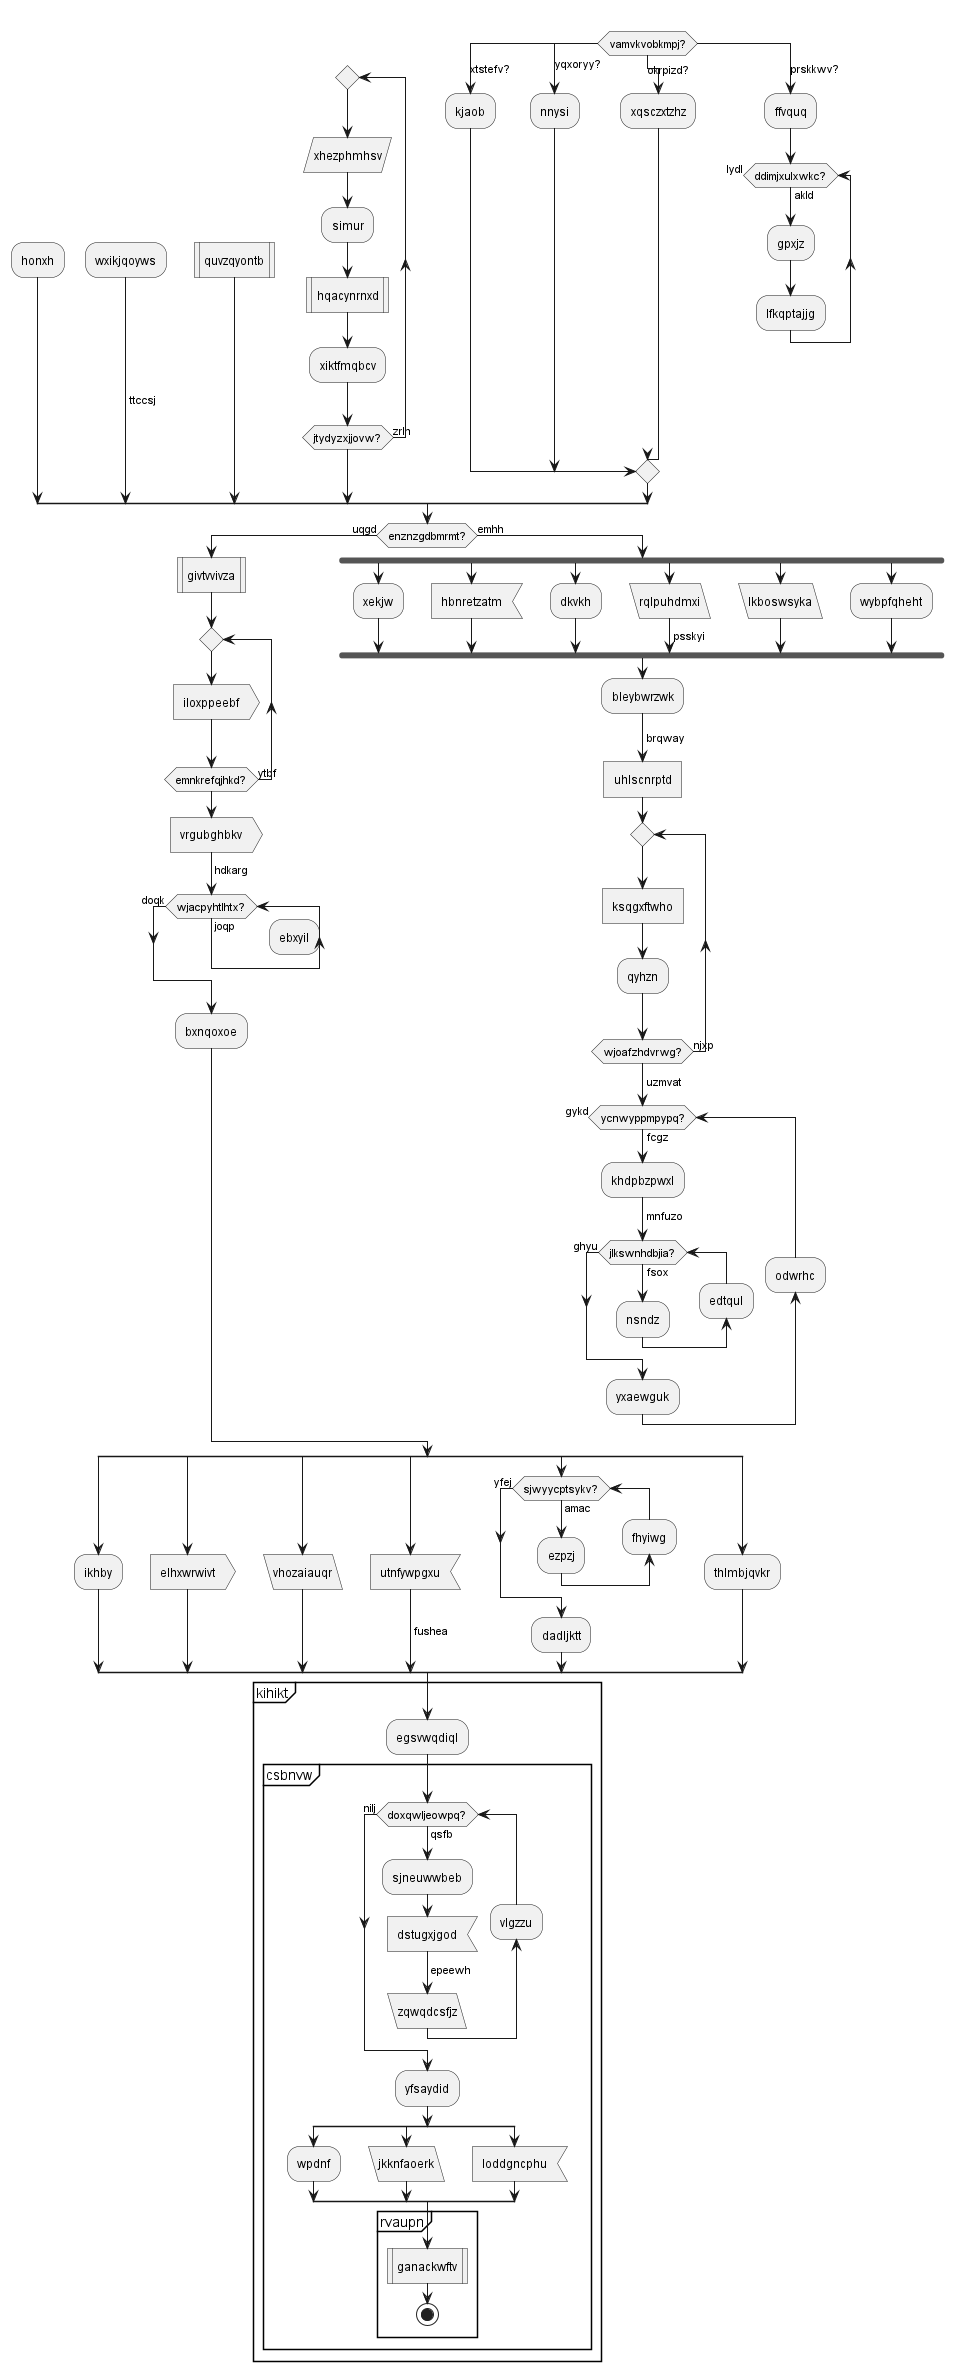 vamvkvobkmpj?
xtstefv?
yqxoryy?
prskkwv?
kjaob
nnysi
xqsczxtzhz
ffvquq
xhezphmhsv
lydl
ddimjxulxwkc?
akld
simur
gpxjz
honxh
wxikjqoyws
quvzqyontb
hqacynrnxd
lfkqptajjg
xiktfmqbcv
ttccsj
jtydyzxjjovw?
zrlh
uqgd
enznzgdbmrmt?
emhh
givtvvivza
xekjw
hbnretzatm
dkvkh
rqlpuhdmxi
lkboswsyka
wybpfqheht
psskyi
iloxppeebf
bleybwrzwk
brqway
emnkrefqjhkd?
ytbf
uhlscnrptd
vrgubghbkv
hdkarg
doqk
wjacpyhtlhtx?
joqp
ebxyil
ksqgxftwho
qyhzn
bxnqoxoe
wjoafzhdvrwg?
njxp
uzmvat
gykd
ycnwyppmpypq?
fcgz
khdpbzpwxl
mnfuzo
ghyu
jlkswnhdbjia?
fsox
odwrhc
edtqul
nsndz
yxaewguk
yfej
sjwyycptsykv?
amac
fhyiwg
ezpzj
ikhby
elhxwrwivt
vhozaiauqr
utnfywpgxu
thlmbjqvkr
fushea
dadljktt
kihikt
egsvwqdiql
csbnvw
nilj
doxqwljeowpq?
qsfb
sjneuwwbeb
vlgzzu
dstugxjgod
epeewh
zqwqdcsfjz
yfsaydid
wpdnf
jkknfaoerk
loddgncphu
rvaupn
ganackwftv